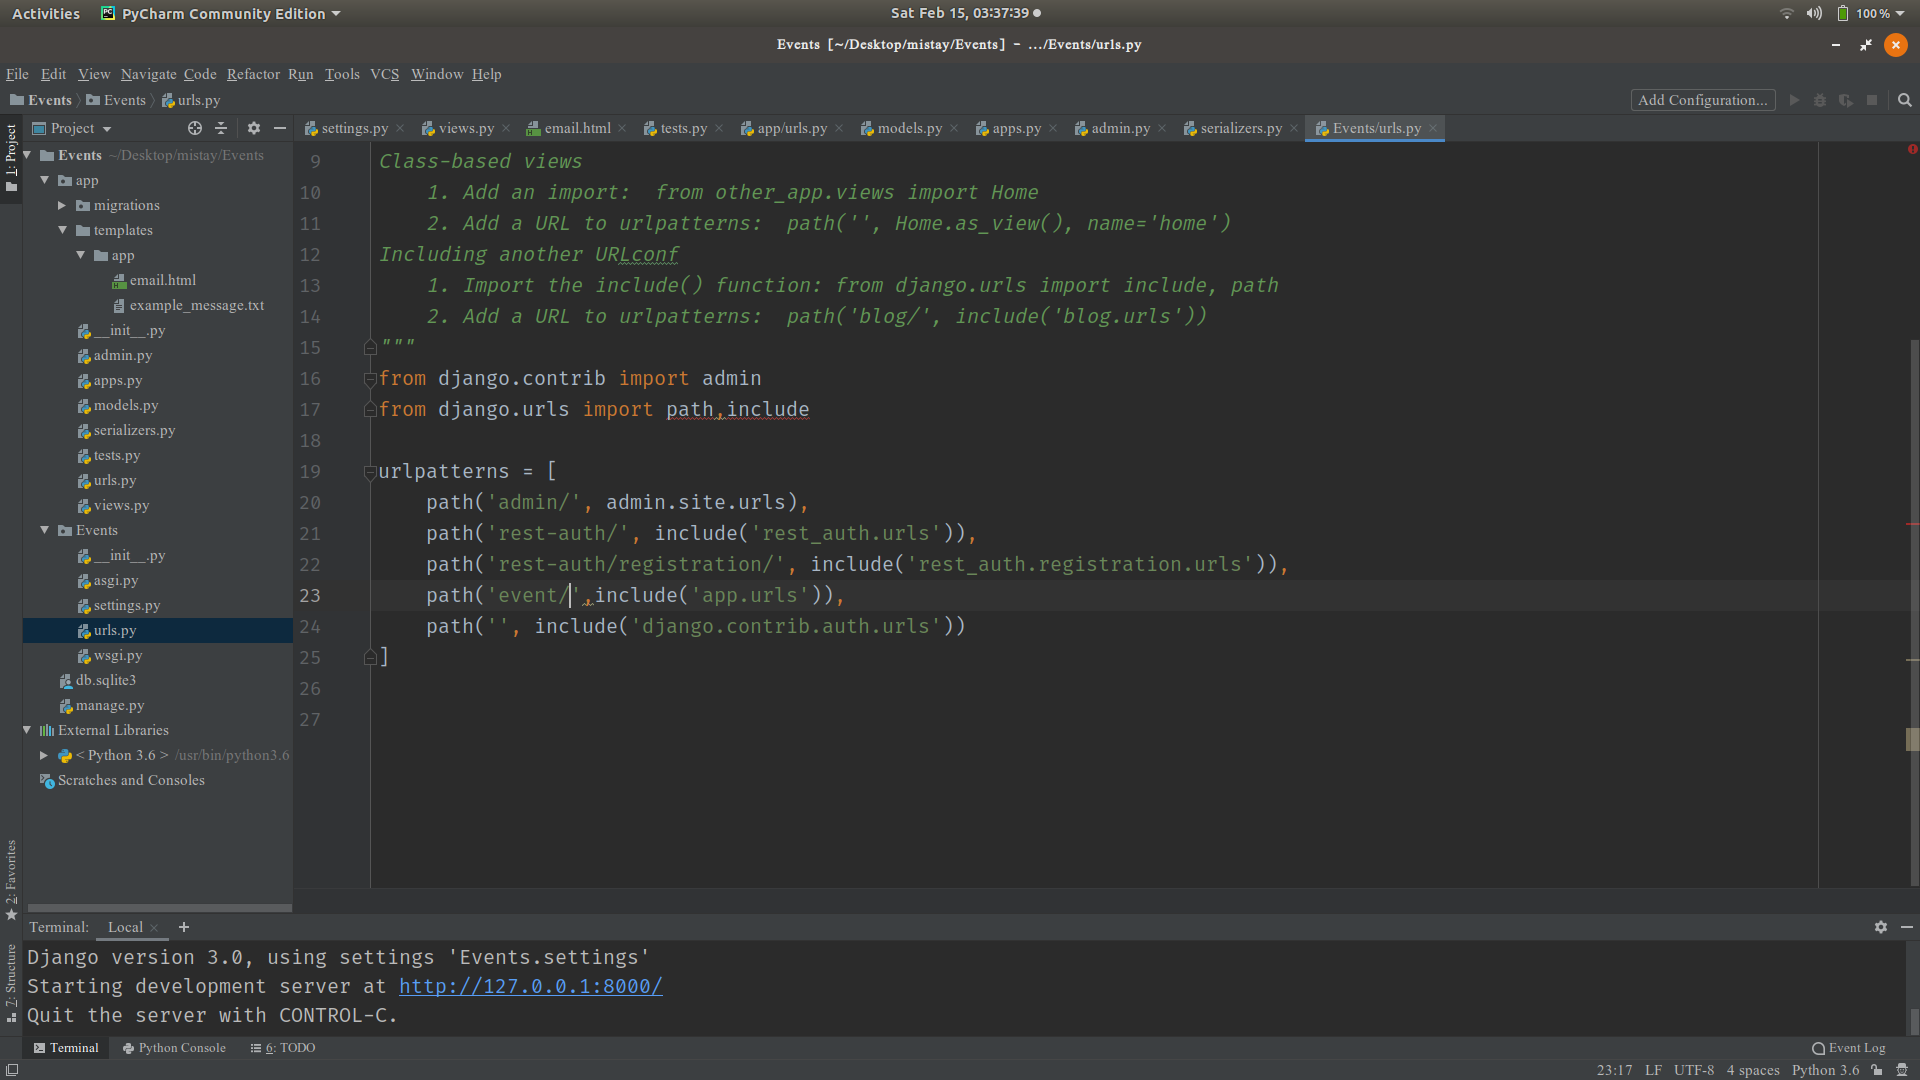 Activities PyCharm Community Edition Sat Feb 15, 03:37:39 100 %
Events [~/Desktop/mistay/Events] - .../Events/urls.py
File Edit View Navigate Code Refactor Run Tools VCS Window Help
Events Events urls.py Add Configuration...
Project settings.py views.py email.html tests.py app/urls.py models.py apps.py admin.py serializers.py Events/urls.py
1: Project
Events ~/Desktop/mistay/Events
app
migrations
templates
app
email.html
example_message.txt
__init__.py
admin.py
apps.py
models.py
serializers.py
tests.py
urls.py
views.py
Events
__init__.py
asgi.py
settings.py
urls.py
wsgi.py
db.sqlite3
manage.py
External Libraries
< Python 3.6 > /usr/bin/python3.6
Scratches and Consoles
2: Favorites
7: Structure
9 Class-based views
10 1. Add an import:  from other_app.views import Home
11 2. Add a URL to urlpatterns:  path('', Home.as_view(), name='home')
12 Including another URLconf
13 1. Import the include() function: from django.urls import include, path
14 2. Add a URL to urlpatterns:  path('blog/', include('blog.urls'))
15 """
16 from django.contrib import admin
17 from django.urls import path,include
18
19 urlpatterns = [
20 path('admin/', admin.site.urls),
21 path('rest-auth/', include('rest_auth.urls')),
22 path('rest-auth/registration/', include('rest_auth.registration.urls')),
23 path('event/',include('app.urls')),
24 path('', include('django.contrib.auth.urls'))
25 ]
26
27
Terminal: Local +
Django version 3.0, using settings 'Events.settings'
Starting development server at http://127.0.0.1:8000/
Quit the server with CONTROL-C.
Terminal Python Console 6: TODO Event Log
23:17 LF UTF-8 4 spaces Python 3.6